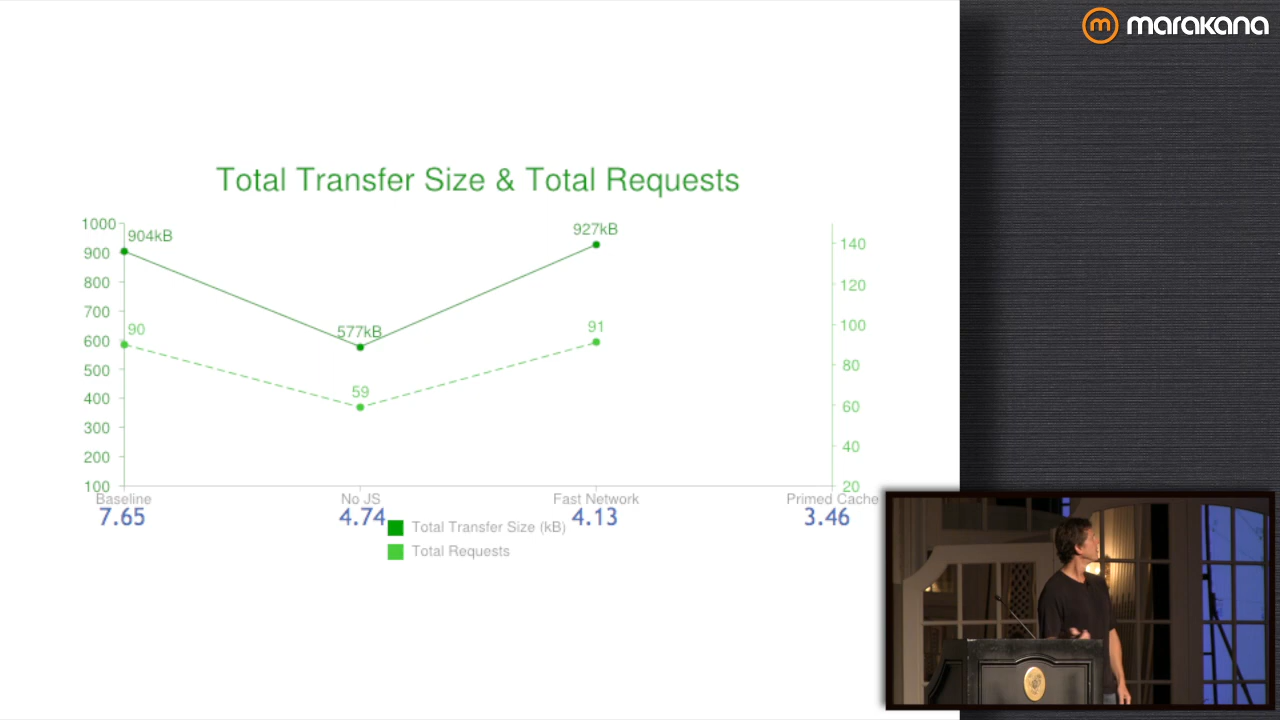 marakana
Total Transfer Size & Total Requests
1000
900
800
700
600
500
400
300
200
100
904kB
577kB
927kB
90
59
91
140
120
100
80
60
40
20
Baseline
No JS
Fast Network
Primed Cache
7.65
4.74
4.13
3.46
Total Transfer Size (kB)
Total Requests